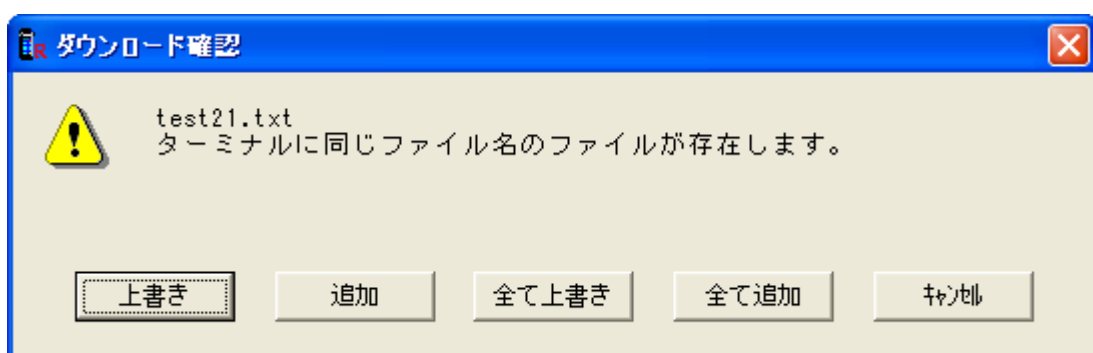 ダウンロード確認
test21.txt
ターミナルに同じファイル名のファイルが存在します。
上書き 追加 全て上書き 全て追加 ｷｬﾝｾﾙ